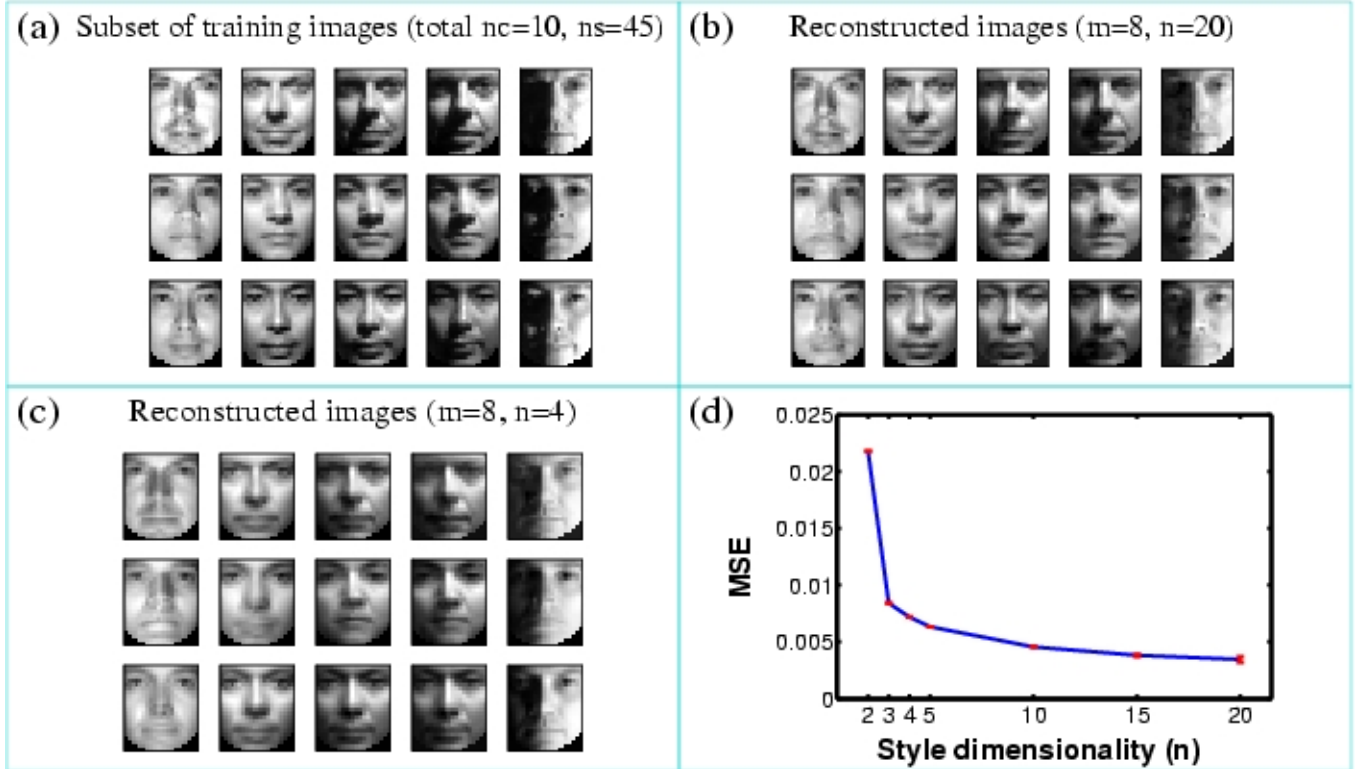 (a) Subset of training images (total nc=10, ns=45)
(b) Reconstructed images (m=8, n=20)
(c) Reconstructed images (m=8, n=4)
(d)
0.025
0.02
0.015
0.01
0.005
0
MSE
2 3 4 5 10 15 20
Style dimensionality (n)